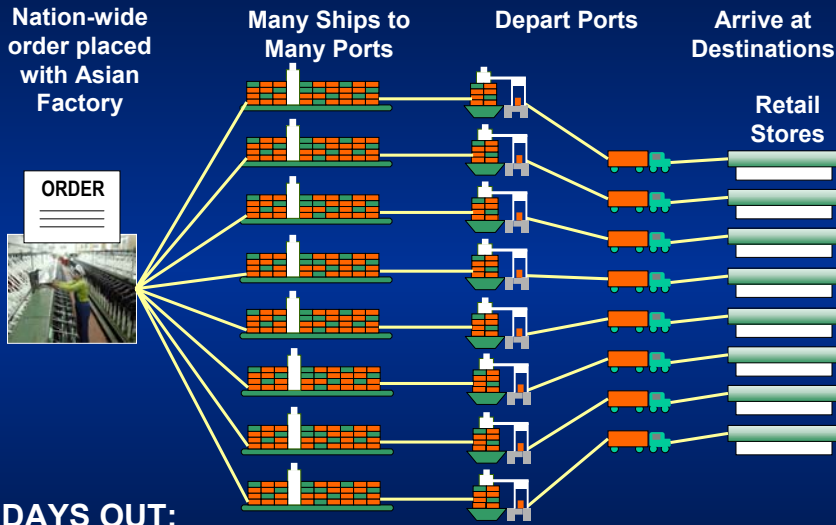 Nation-wide
order placed
with Asian
Factory
Many Ships to
Many Ports
Depart Ports
Arrive at
Destinations
Retail
Stores
ORDER
DAYS OUT: